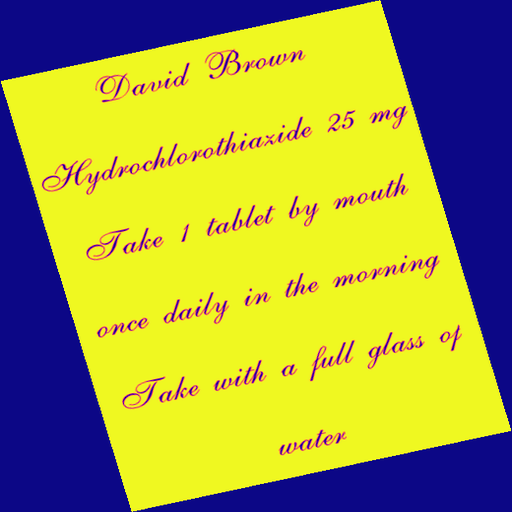 David Brown
Hydrochlorothiazide 25 mg
Take 1 tablet by mouth
once daily in the morning
Take with a full glass of
water